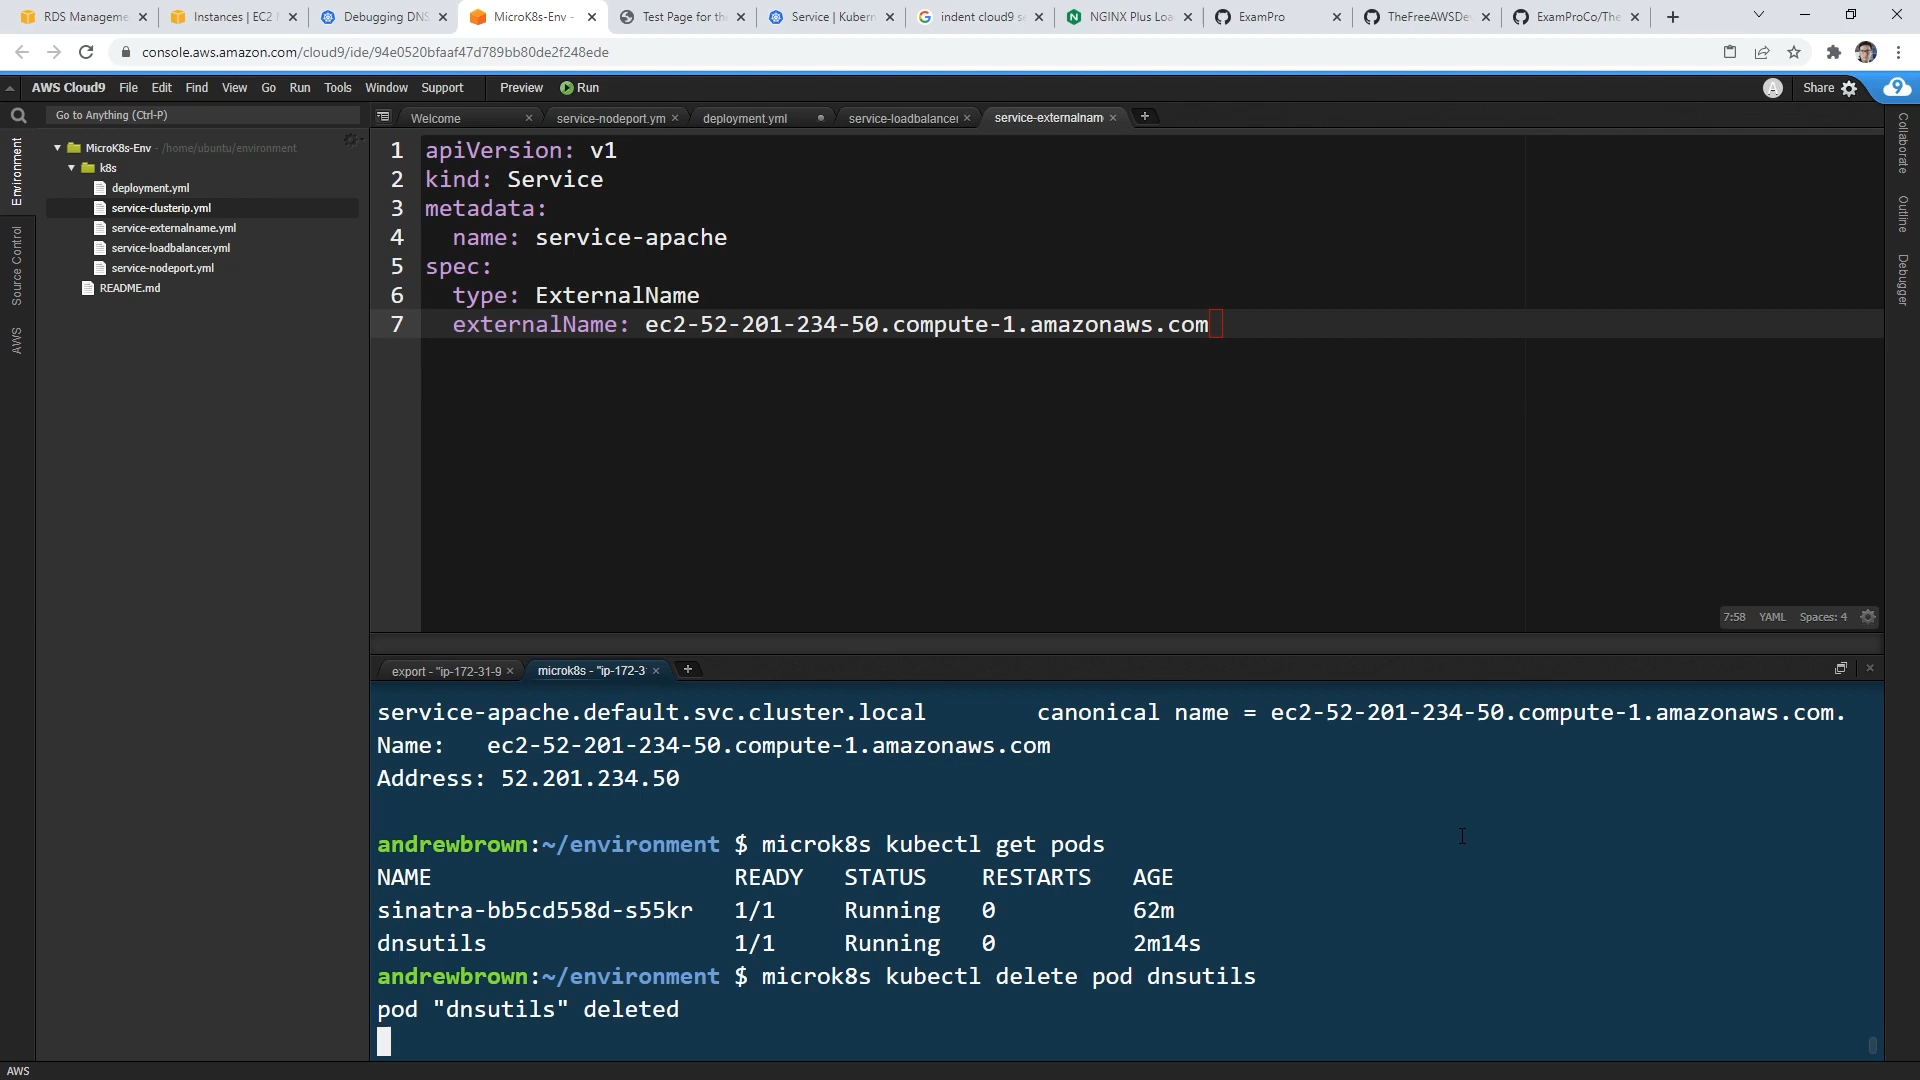 RDS Manageme
Instances | EC2
Debugging DNS
MicroK8s-Env -
Test Page for th
Service | Kubern
indent cloud9 se
NGINX Plus Loa
ExamPro
TheFreeAWSDev
ExamProCo/The
console.aws.amazon.com/cloud9/ide/94e0520bfaaf47d789bb80de2f248ede
AWS Cloud9 File Edit Find View Go Run Tools Window Support Preview Run
A Share 9
Go to Anything (Ctrl-P)
Welcome
service-nodeport.ym
deployment.yml
service-loadbalancer
service-externalnam
Environment
Source Control
AWS
MicroK8s-Env - /home/ubuntu/environment
k8s
deployment.yml
service-clusterip.yml
service-externalname.yml
service-loadbalancer.yml
service-nodeport.yml
README.md
1 apiVersion: v1
2 kind: Service
3 metadata:
4 name: service-apache
5 spec:
6 type: ExternalName
7 externalName: ec2-52-201-234-50.compute-1.amazonaws.com
Collaborate
Outline
Debugger
7:58 YAML Spaces: 4
export - "ip-172-31-9
microk8s - "ip-172-3
service-apache.default.svc.cluster.local canonical name = ec2-52-201-234-50.compute-1.amazonaws.com.
Name: ec2-52-201-234-50.compute-1.amazonaws.com
Address: 52.201.234.50
andrewbrown:~/environment $ microk8s kubectl get pods
NAME READY STATUS RESTARTS AGE
sinatra-bb5cd558d-s55kr 1/1 Running 0 62m
dnsutils 1/1 Running 0 2m14s
andrewbrown:~/environment $ microk8s kubectl delete pod dnsutils
pod "dnsutils" deleted
AWS